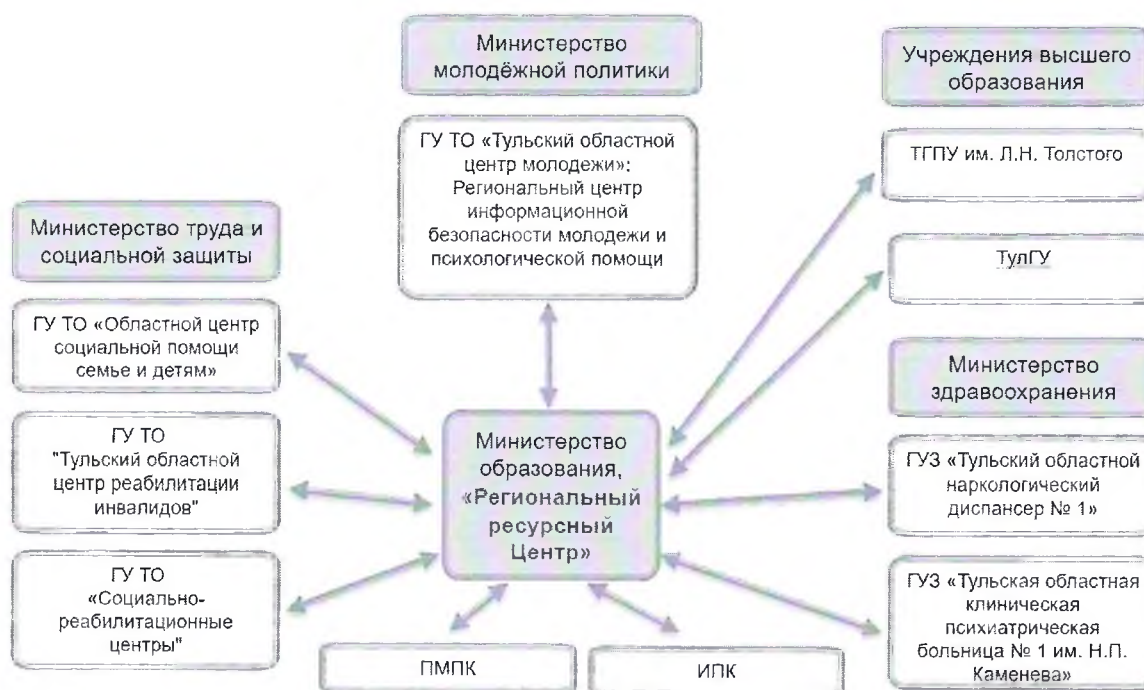 Министерство
молодёжной политики
ГУ ТО «Тульский областной
центр молодежи»:
Региональный центр
информационной
безопасности молодежи и
психологической помощи
Учреждения высшего
образования
ТГПУ им. Л.Н. Толстого
ТулГУ
Министерство труда и
социальной защиты
ГУ ТО «Областной центр
социальной помощи
семье и детям»
ГУ ТО
"Тульский областной
центр реабилитации
инвалидов"
ГУ ТО
«Социально-
реабилитационные
центры"
Министерство
образования,
«Региональный
ресурсный
Центр»
Министерство
здравоохранения
ГУЗ «Тульский областной
наркологический
диспансер № 1»
ГУЗ «Тульская областная
клиническая
психиатрическая
больница № 1 им. Н.П.
Каменева»
ПМПК
ИПК